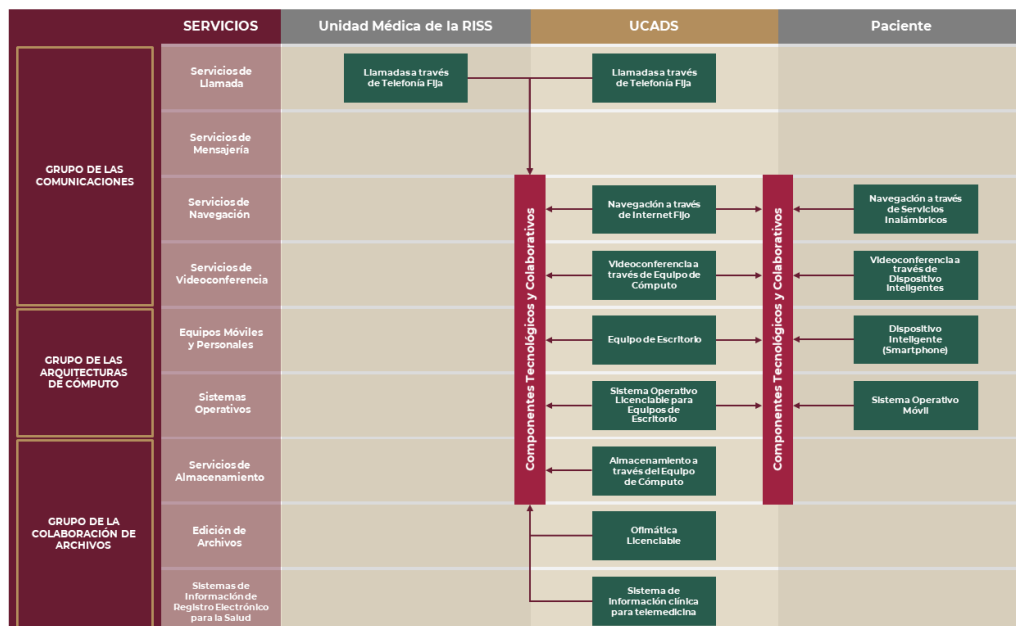 SERVICIOS
Unidad Médica de la RISS
UCADS
Paciente
GRUPO DE LAS
COMUNICACIONES
Servicios de
Llamada
Llamadas a través
de Telefonía Fija
Llamadas a través
de Telefonía Fija
Servicios de
Mensajería
Servicios de
Navegación
Navegación a través
de Internet Fijo
Navegación a través
de Servicios
Inalámbricos
Servicios de
Videoconferencia
Videoconferencia a
través de Equipo de
Cómputo
Videoconferencia a
través de
Dispositivo
Inteligentes
Componentes Tecnológicos y Colaborativos
Componentes Tecnológicos y Colaborativos
GRUPO DE LAS
ARQUITECTURAS
DE CÓMPUTO
Equipos Móviles
y Personales
Equipo de Escritorio
Dispositivo
Inteligente
(Smartphone)
Sistemas
Operativos
Sistema Operativo
Licenciable para
Equipos de
Escritorio
Sistema Operativo
Móvil
GRUPO DE LA
COLABORACIÓN DE
ARCHIVOS
Servicios de
Almacenamiento
Almacenamiento a
través del Equipo
de Cómputo
Edición de
Archivos
Ofimática
Licenciable
Sistemas de
Información de
Registro Electrónico
para la Salud
Sistema de
Información clínica
para telemedicina